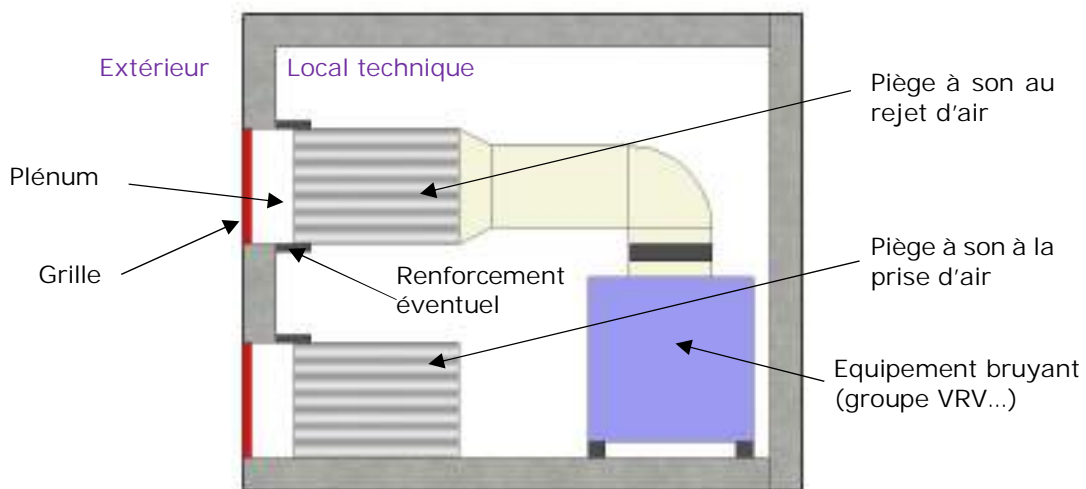 Extérieur
Local technique
Piège à son au
rejet d'air
Plénum
Grille
Renforcement
éventuel
Piège à son à la
prise d'air
Equipement bruyant
(groupe VRV...)